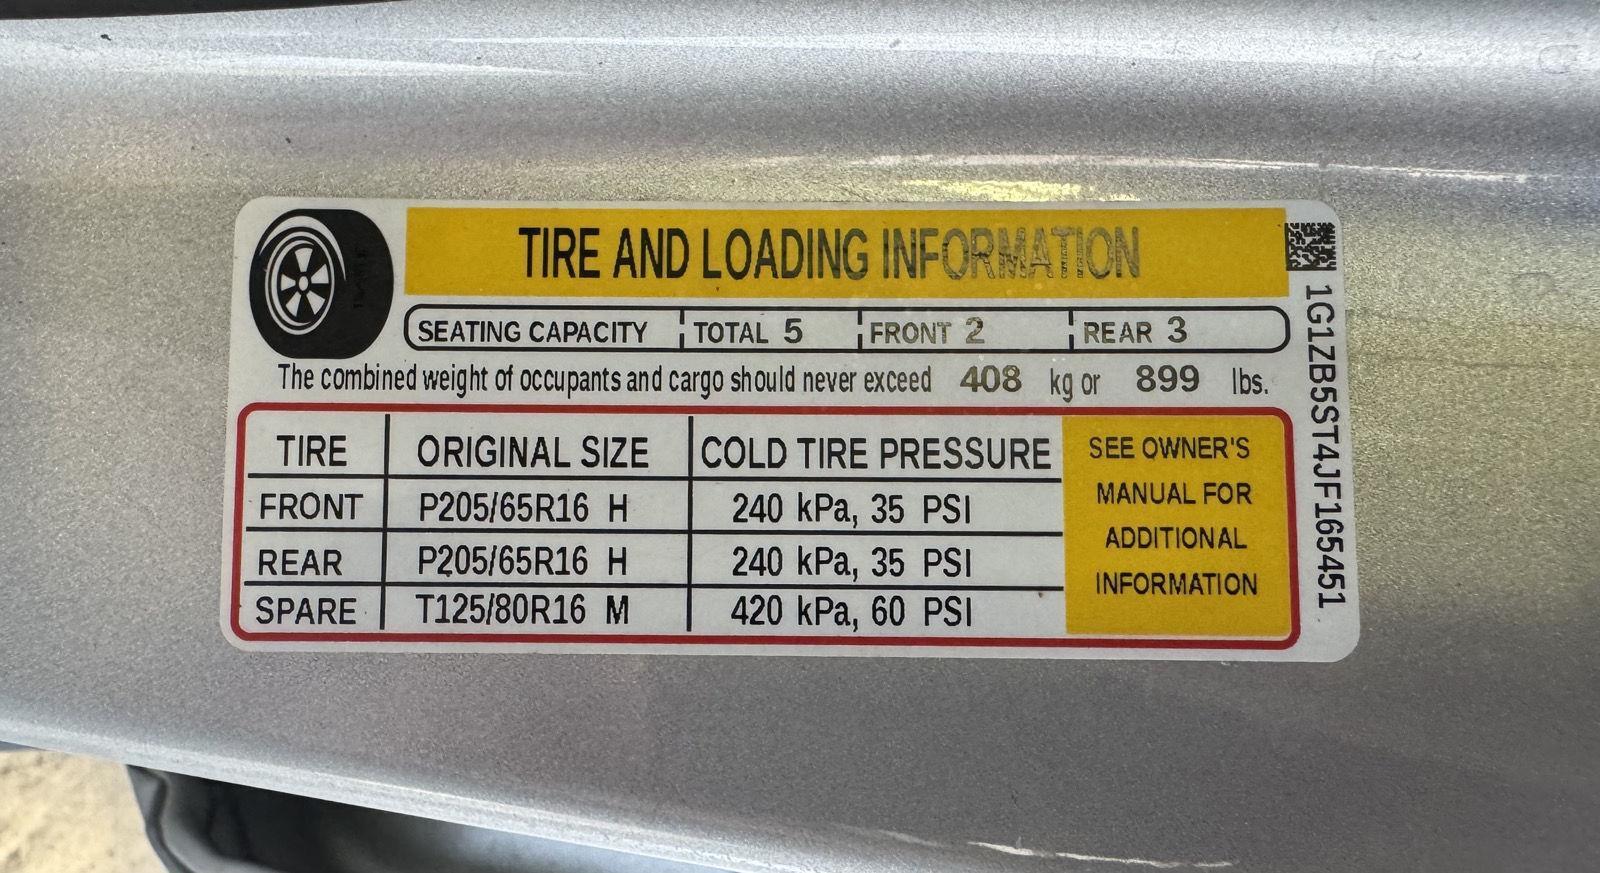 TIRE AND LOADING INFORMATION
SEATING CAPACITY TOTAL 5 FRONT 2 REAR 3
The combined weight of occupants and cargo should never exceed 408 kg or 899 lbs.
TIRE ORIGINAL SIZE COLD TIRE PRESSURE
FRONT P205/65R16 H 240 kPa, 35 PSI
REAR P205/65R16 H 240 kPa, 35 PSI
SPARE T125/80R16 M 420 kPa, 60 PSI
SEE OWNER'S
MANUAL FOR
ADDITIONAL
INFORMATION
1G1ZB5ST4JF165451